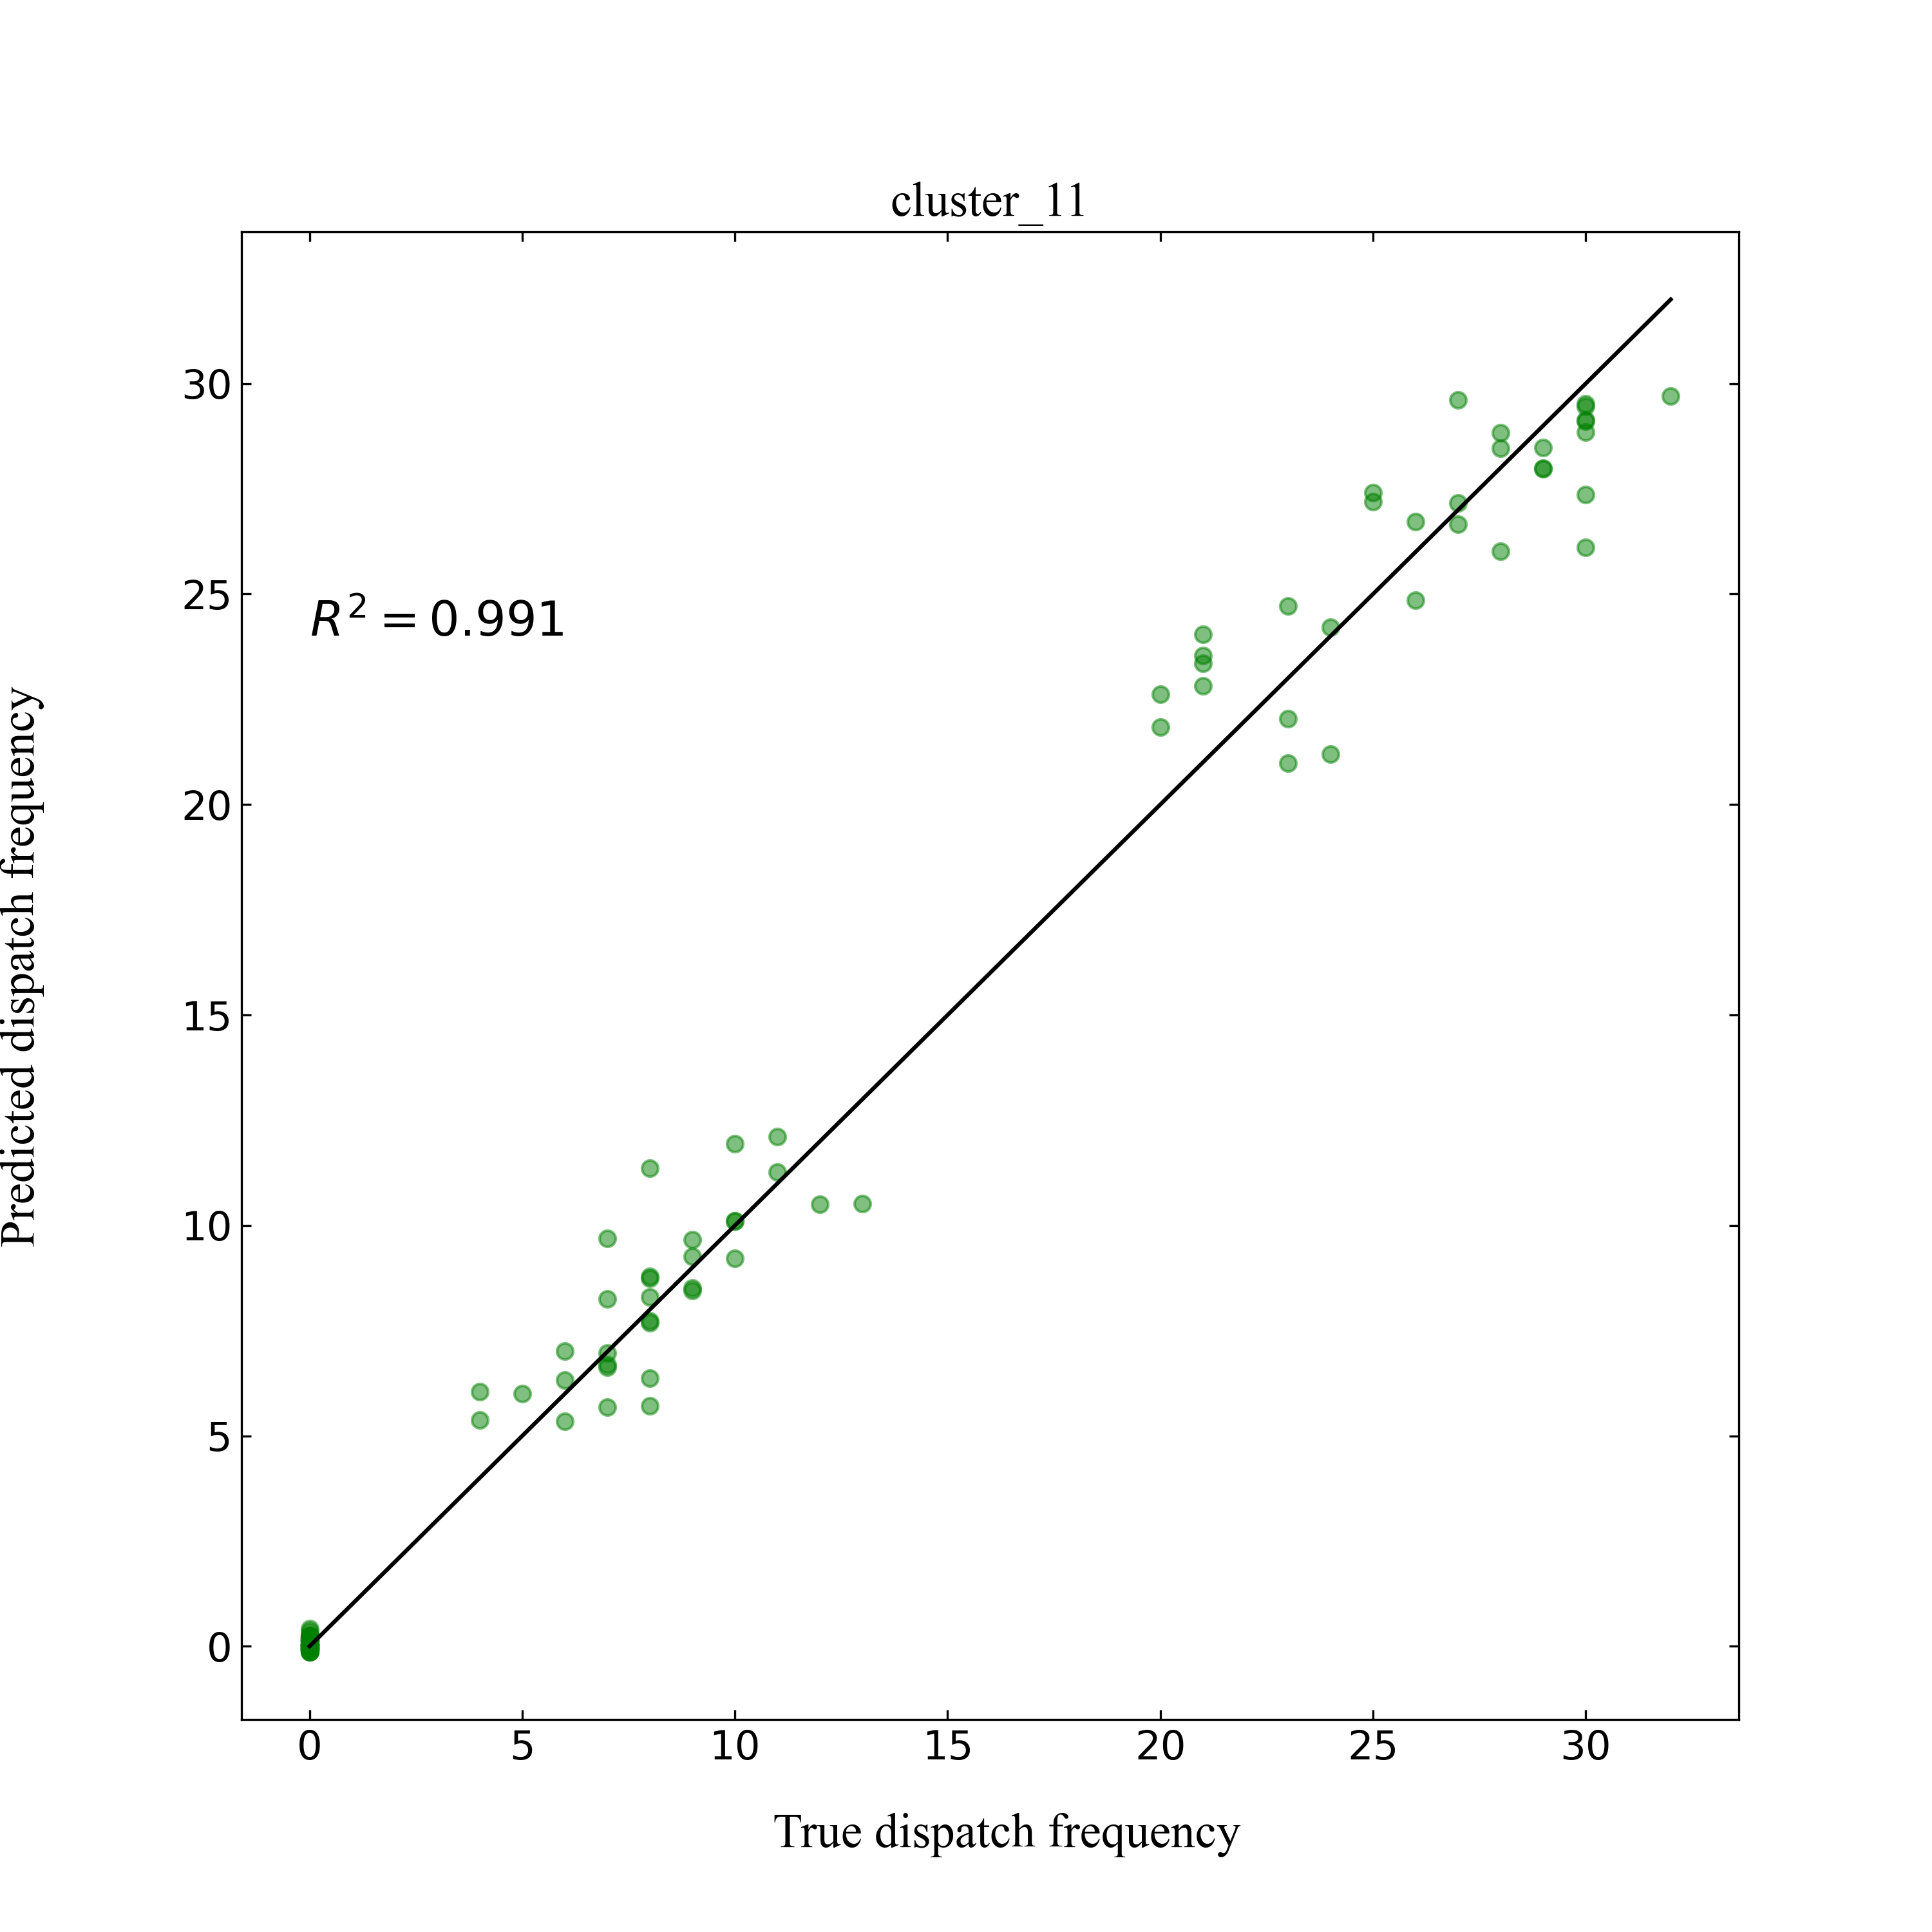 cluster_11
30
25
20
15
10
5
0
R² = 0.991
Predicted dispatch frequency
0 5 10 15 20 25 30
True dispatch frequency